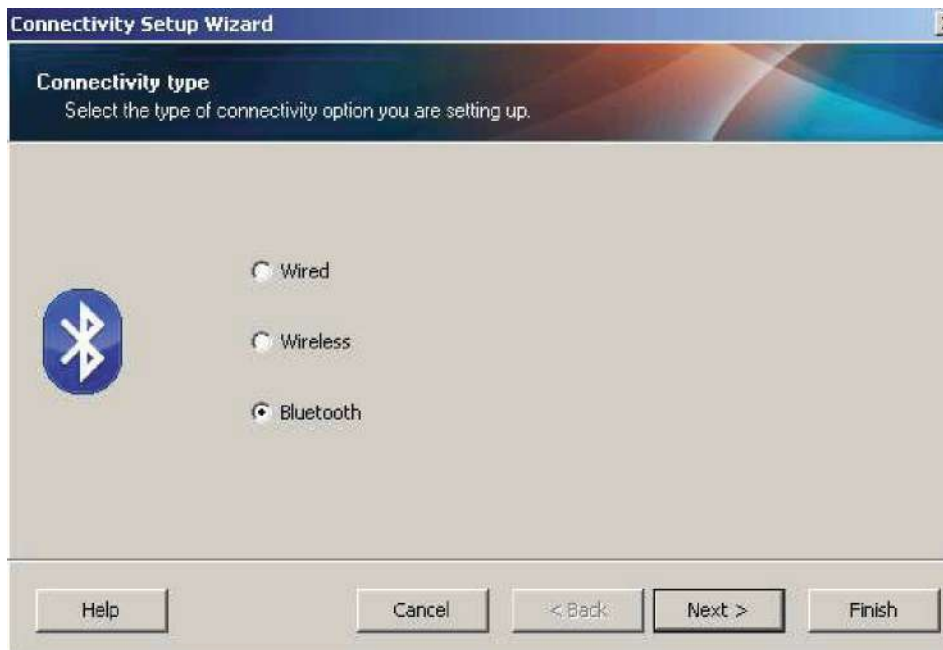 Connectivity Setup Wizard
Connectivity type
Select the type of connectivity option you are setting up.
Wired
Wireless
Bluetooth
Help
Cancel
< Back
Next >
Finish